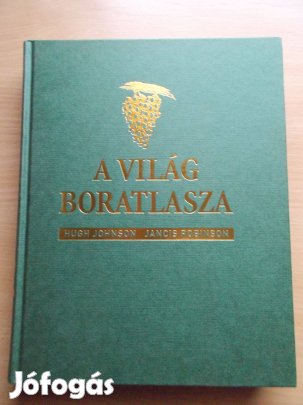 A VILÁG
BORATLASZA
HUGH JOHNSON JANCIS ROBINSON
Jófogás